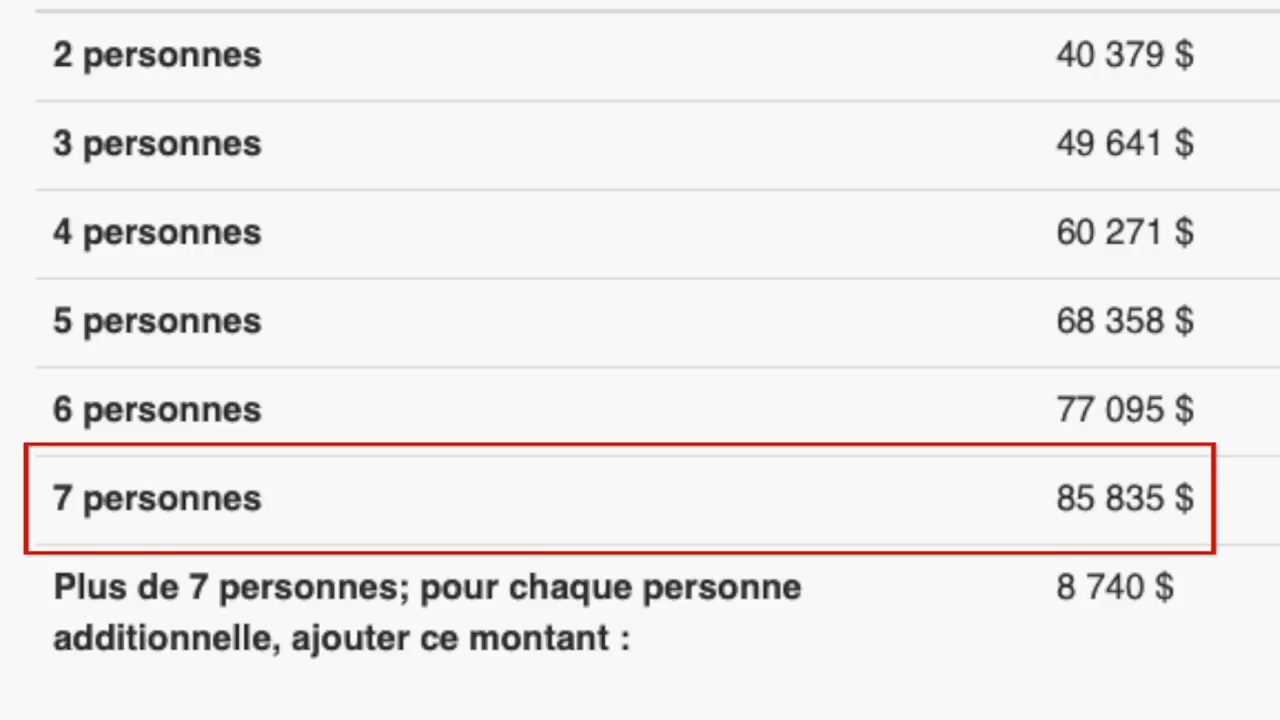 2 personnes 40 379 $
3 personnes 49 641 $
4 personnes 60 271 $
5 personnes 68 358 $
6 personnes 77 095 $
7 personnes 85 835 $
Plus de 7 personnes; pour chaque personne 8 740 $
additionnelle, ajouter ce montant :